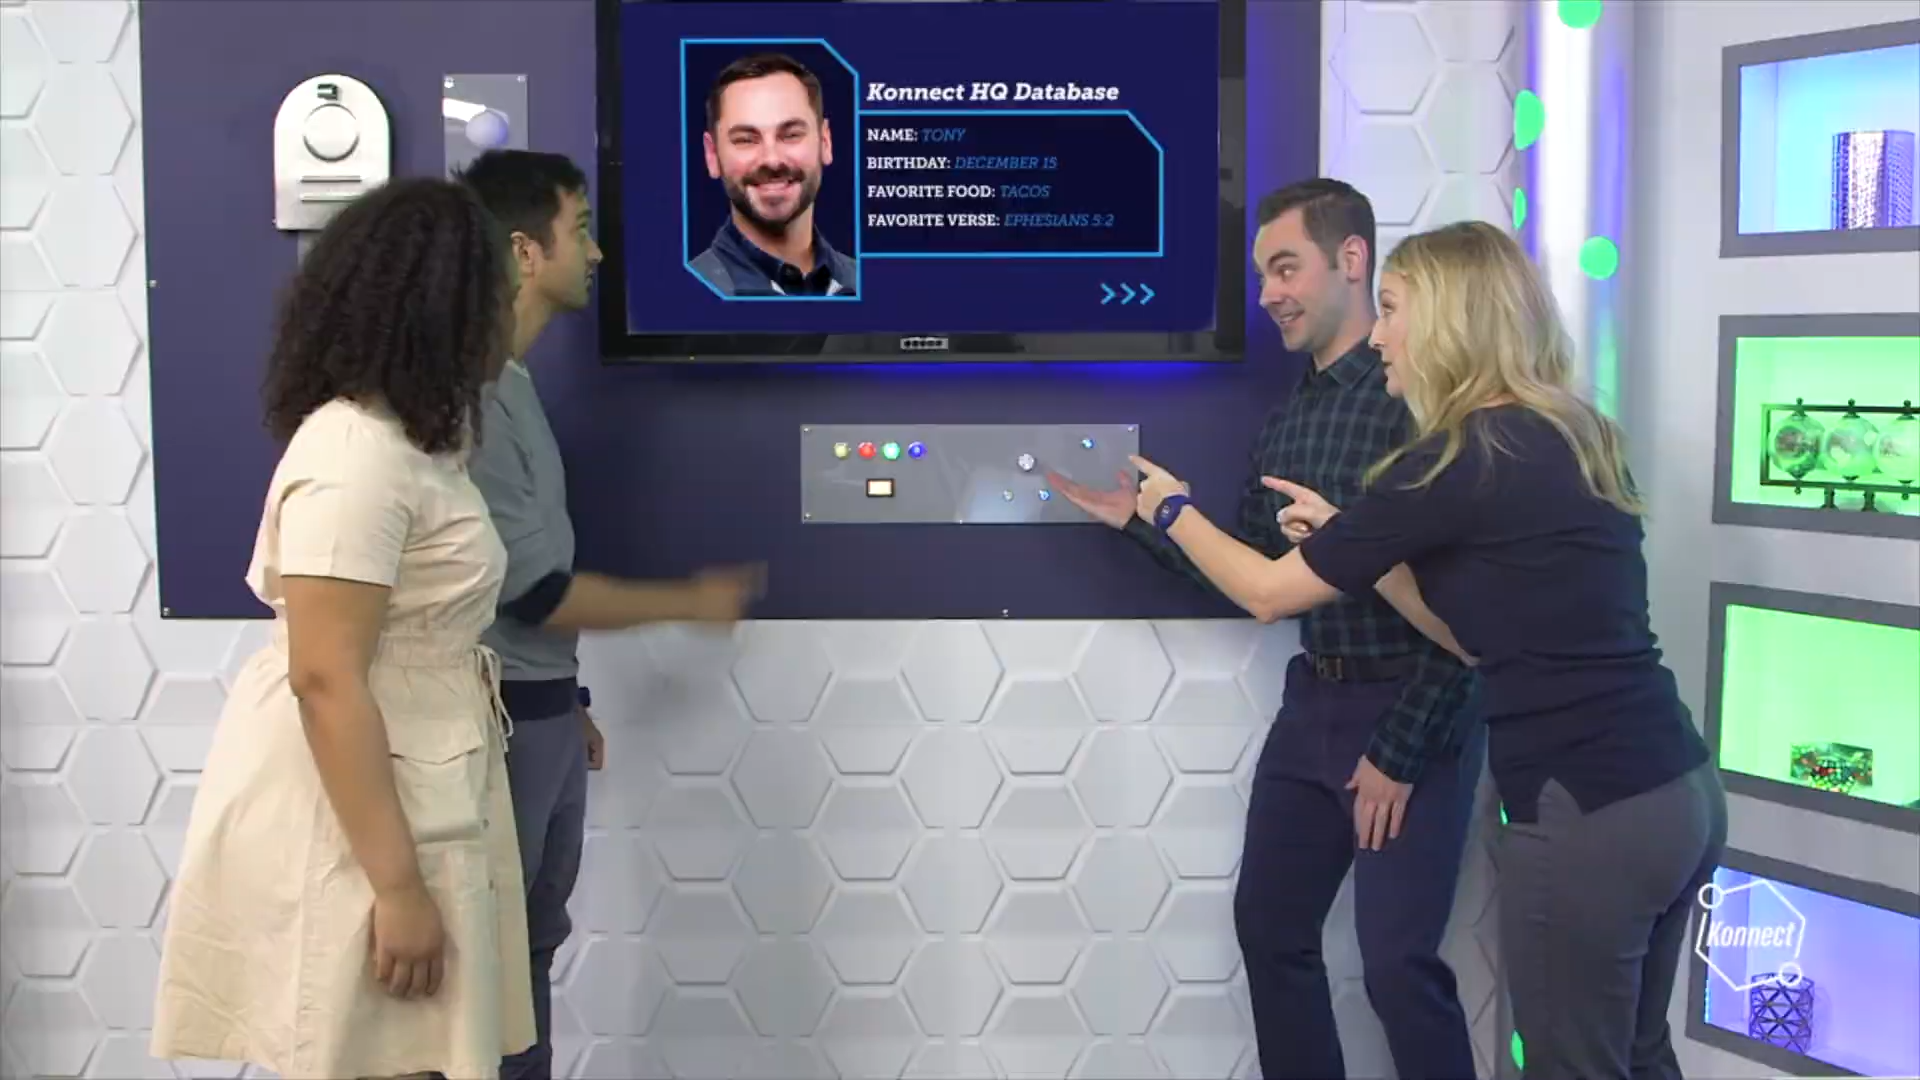 Konnect HQ Database
NAME: TONY
BIRTHDAY: DECEMBER 15
FAVORITE FOOD: TACOS
FAVORITE VERSE: EPHESIANS 5:2
Konnect